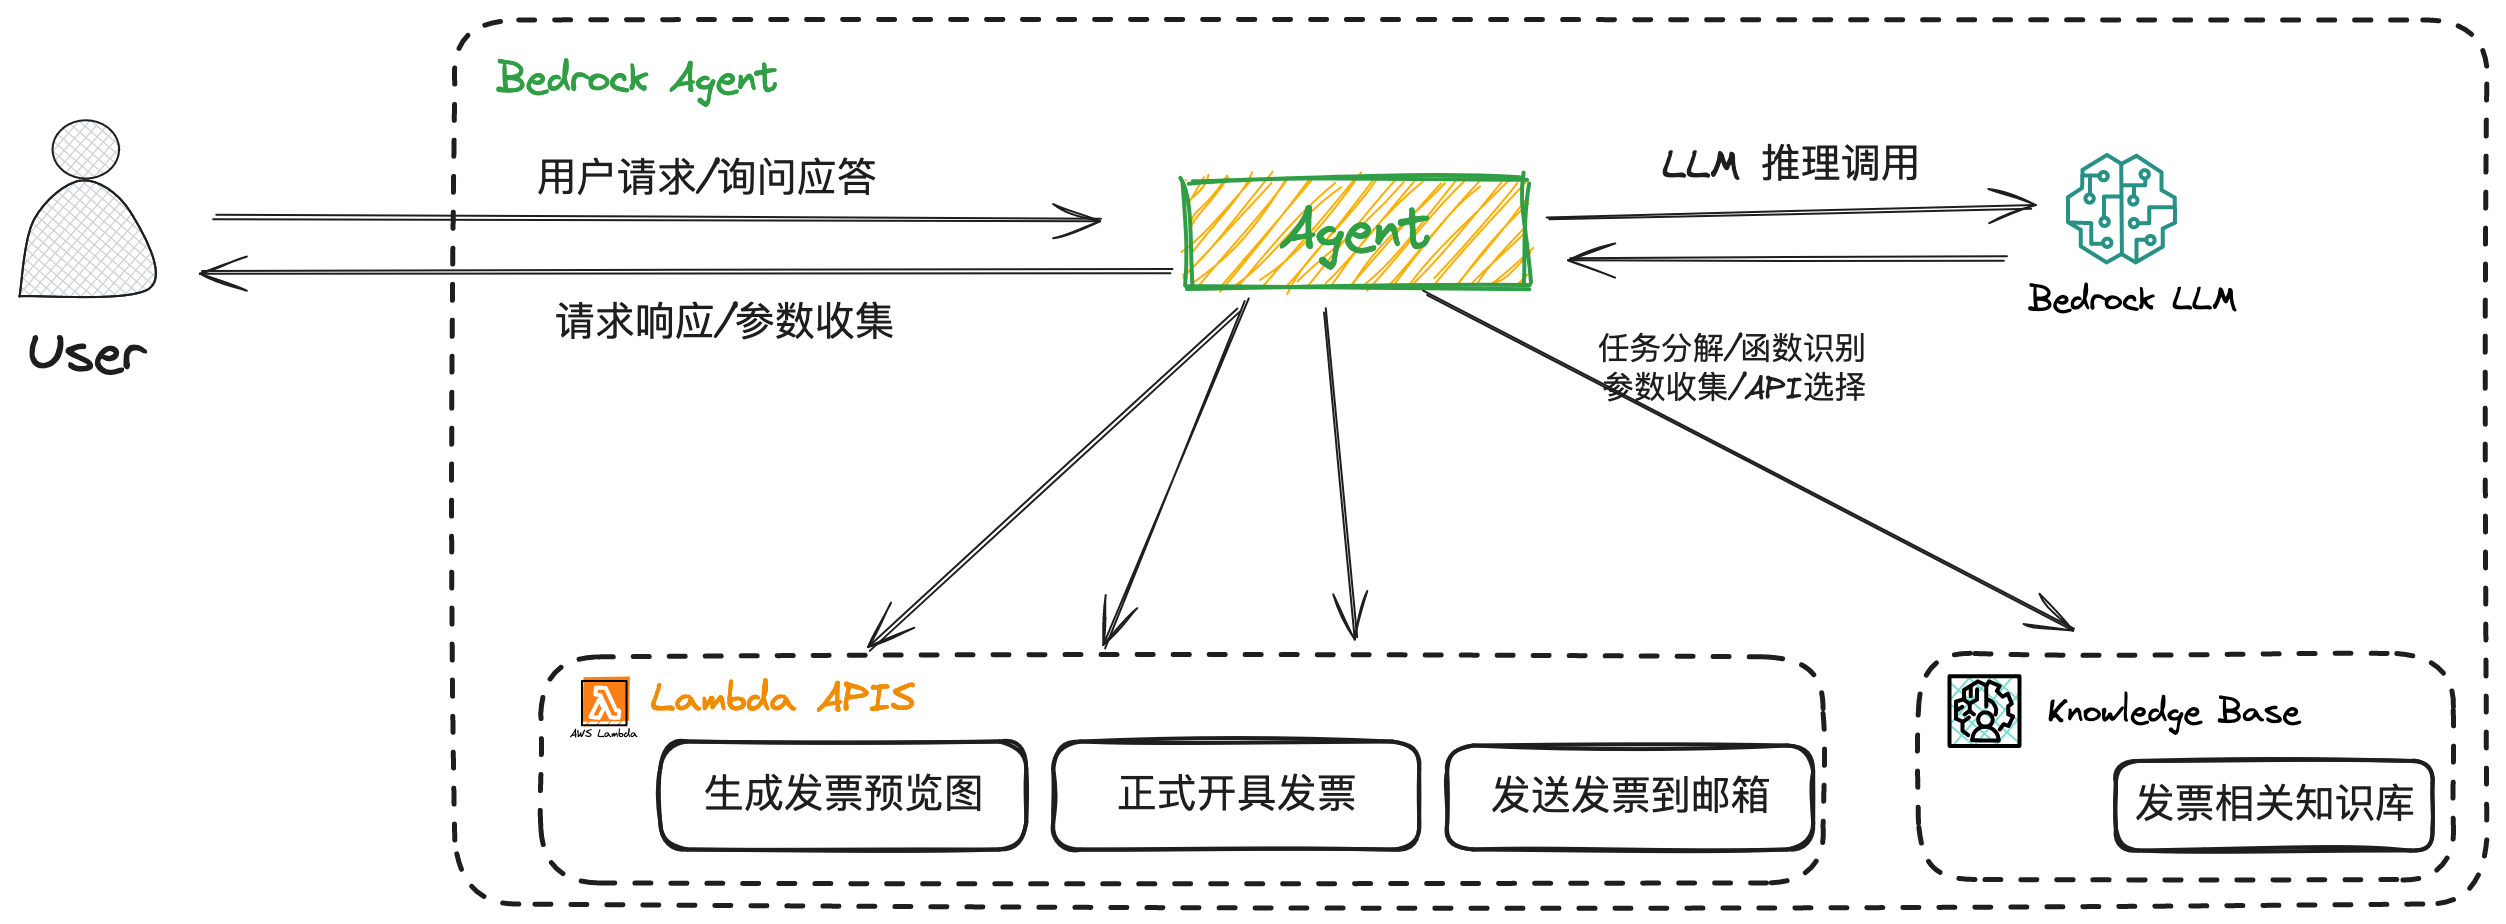 Bedrock Agent
用户请求/询问应答
LLM 推理调用
Agent
请求响应/参数收集
Bedrock LLM
User
任务分解/函数识别
参数收集/API选择
Lambda APIS
AWS Lambda
Knowledge Base
生成发票预览图
正式开具发票
发送发票到邮箱
发票相关知识库